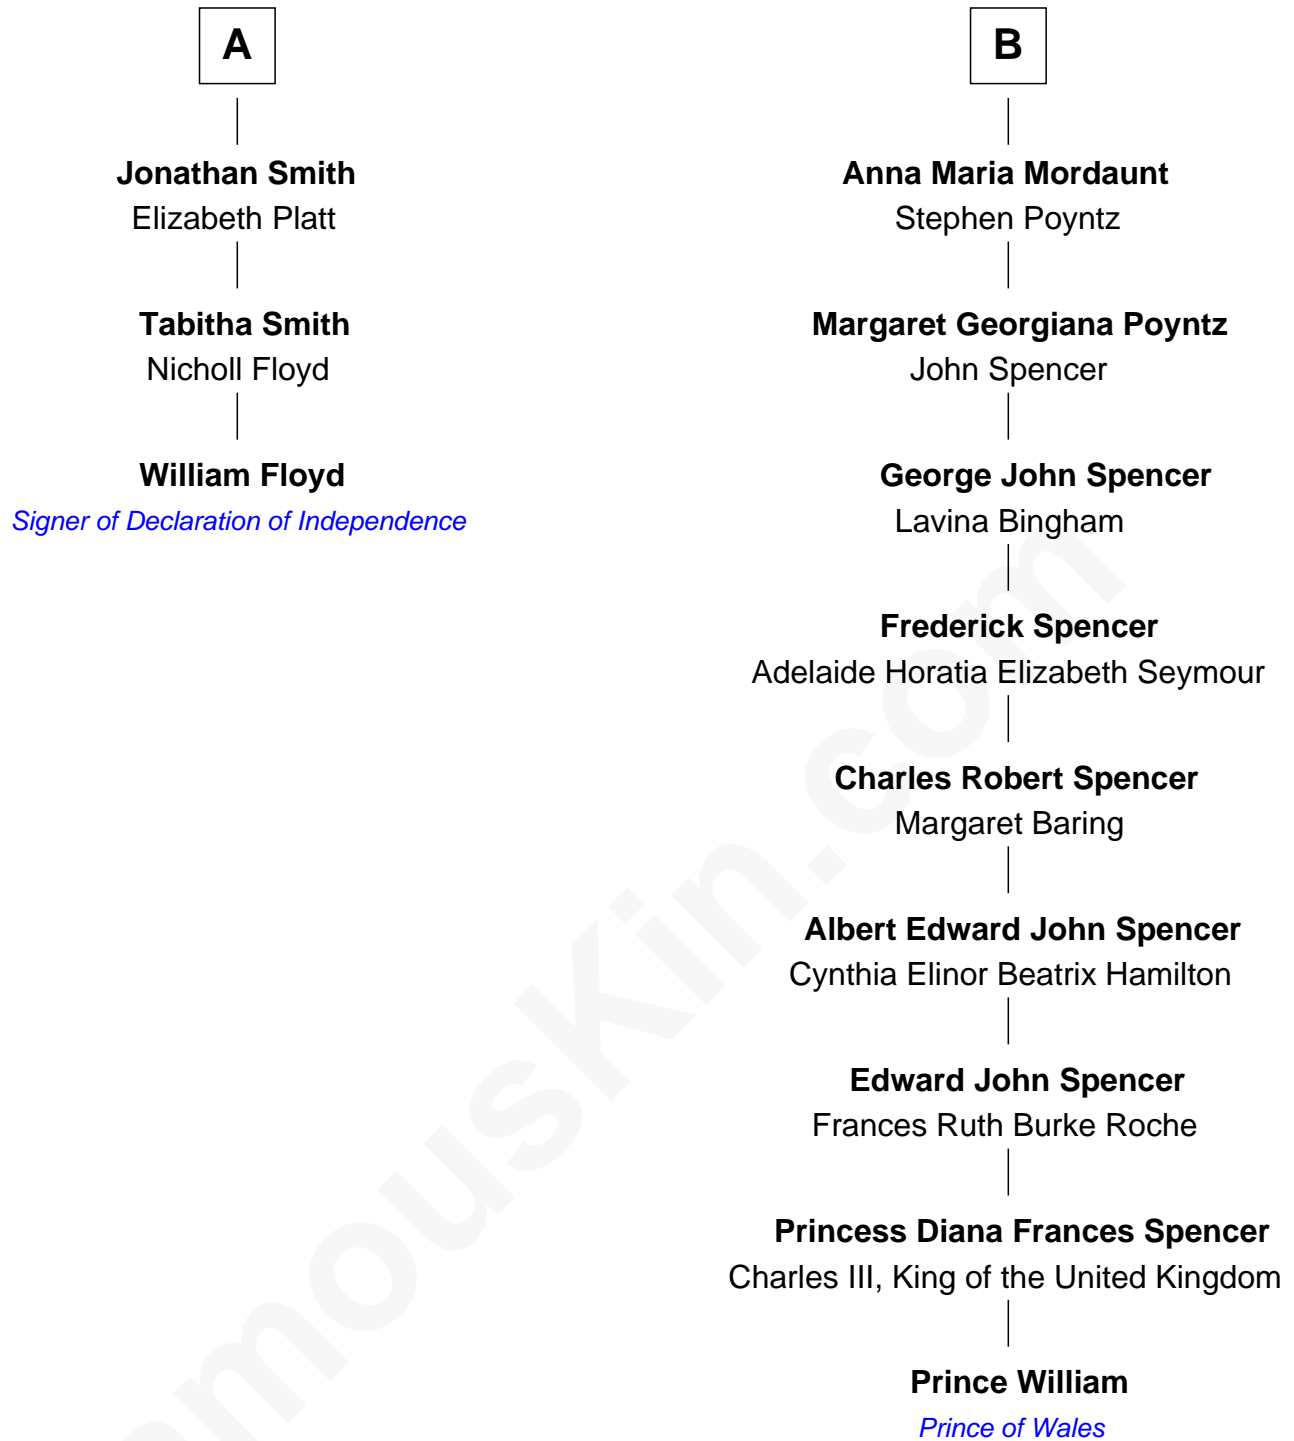 A
Jonathan Smith
Elizabeth Platt
Tabitha Smith
Nicholl Floyd
William Floyd
Signer of Declaration of Independence
B
Anna Maria Mordaunt
Stephen Poyntz
Margaret Georgiana Poyntz
John Spencer
George John Spencer
Lavina Bingham
Frederick Spencer
Adelaide Horatia Elizabeth Seymour
Charles Robert Spencer
Margaret Baring
Albert Edward John Spencer
Cynthia Elinor Beatrix Hamilton
Edward John Spencer
Frances Ruth Burke Roche
Princess Diana Frances Spencer
Charles III, King of the United Kingdom
Prince William
Prince of Wales
amousKin.com